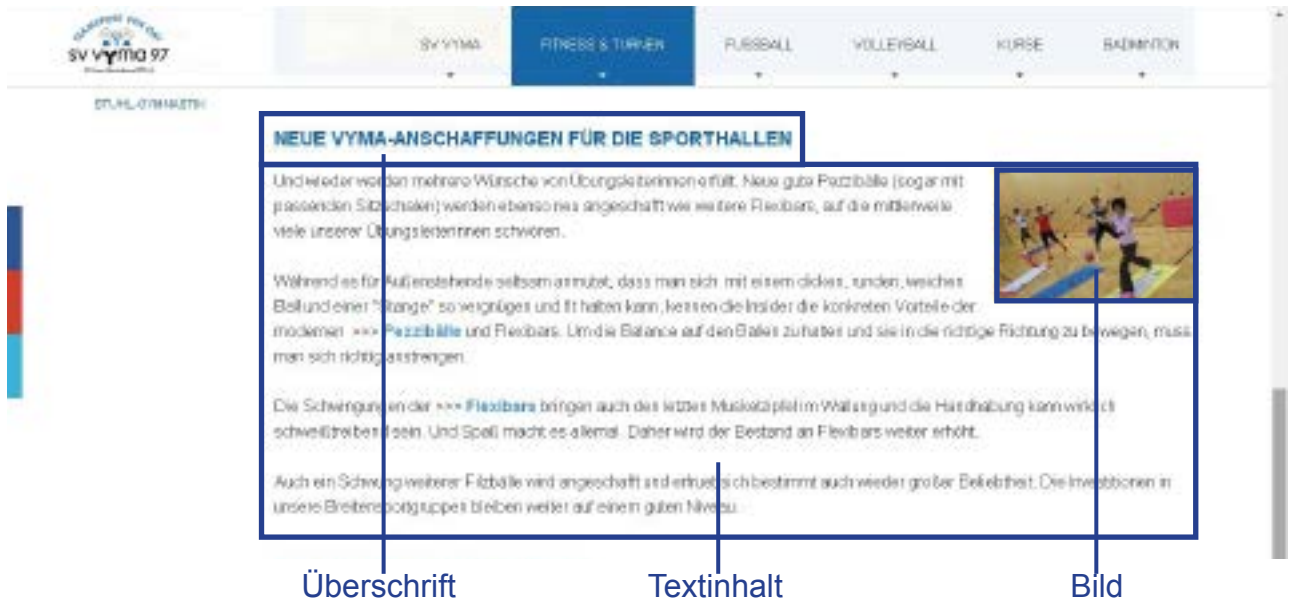 SV VYMA 97
SV VYMA
FITNESS & TURNEN
FUSSBALL
VOLLEYBALL
KURSE
BADMINTON
STUHL-GYMNASTIK
NEUE VYMA-ANSCHAFFUNGEN FÜR DIE SPORTHALLEN
Und wieder werden mehrere Wünsche von Übungsleiterinnen erfüllt. Neue gute Pezzibälle (sogar mit
passenden Sitzschalen) werden ebenso neu angeschafft wie weitere Flexibars, auf die mittlerweile
viele unserer Übungsleiterinnen schwören.
Während es für Außenstehende seltsam anmutet, dass man sich mit einem dicken, runden, weichen
Ball und einer "Stange" so vergnügen und fit halten kann, kennen die Insider die konkreten Vorteile der
modernen >>> Pezzibälle und Flexibars. Um die Balance auf den Bällen zu halten und sie in die richtige Richtung zu bewegen, muss
man sich richtig anstrengen.
Die Schwingungen der >>> Flexibars bringen auch den letzten Muskelzipfel in Wallung und die Handhabung kann wirklich
schweißtreibend sein. Und Spaß macht es allemal. Daher wird der Bestand an Flexibars weiter erhöht.
Auch ein Schwung weiterer Filzbälle wird angeschafft und erfreut sich bestimmt auch wieder großer Beliebtheit. Die Investitionen in
unsere Breitensportgruppen bleiben weiter auf einem guten Niveau.
Überschrift
Textinhalt
Bild